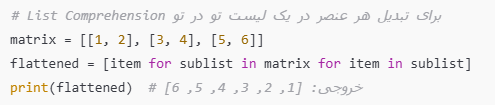 # List Comprehension برای تبدیل هر عنصر در یک لیست تو در تو
matrix = [[1, 2], [3, 4], [5, 6]]
flattened = [item for sublist in matrix for item in sublist]
print(flattened)  # خروجی: [1, 2, 3, 4, 5, 6]